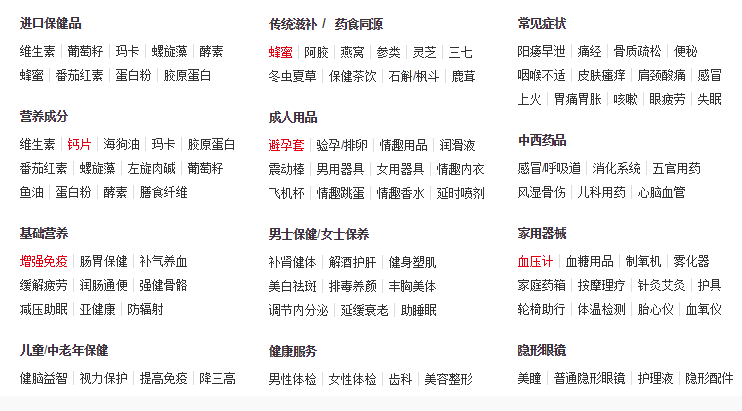 进口保健品
维生素 葡萄籽 玛卡 螺旋藻 酵素
蜂蜜 番茄红素 蛋白粉 胶原蛋白
营养成分
维生素 钙片 海狗油 玛卡 胶原蛋白
番茄红素 螺旋藻 左旋肉碱 葡萄籽
鱼油 蛋白粉 酵素 膳食纤维
基础营养
增强免疫 肠胃保健 补气养血
缓解疲劳 润肠通便 强健骨骼
减压助眠 亚健康 防辐射
儿童/中老年保健
健脑益智 视力保护 提高免疫 降三高
传统滋补 / 药食同源
蜂蜜 阿胶 燕窝 参类 灵芝 三七
冬虫夏草 保健茶饮 石斛/枫斗 鹿茸
成人用品
避孕套 验孕/排卵 情趣用品 润滑液
震动棒 男用器具 女用器具 情趣内衣
飞机杯 情趣跳蛋 情趣香水 延时喷剂
男士保健/女士保养
补肾健体 解酒护肝 健身塑肌
美白祛斑 排毒养颜 丰胸美体
调节内分泌 延缓衰老 助睡眠
健康服务
男性体检 女性体检 齿科 美容整形
常见症状
阳痿早泄 痛经 骨质疏松 便秘
咽喉不适 皮肤瘙痒 肩颈酸痛 感冒
上火 胃痛胃胀 咳嗽 眼疲劳 失眠
中西药品
感冒/呼吸道 消化系统 五官用药
风湿骨伤 儿科用药 心脑血管
家用器械
血压计 血糖用品 制氧机 雾化器
家庭药箱 按摩理疗 针灸艾灸 护具
轮椅助行 体温检测 胎心仪 血氧仪
隐形眼镜
美瞳 普通隐形眼镜 护理液 隐形配件